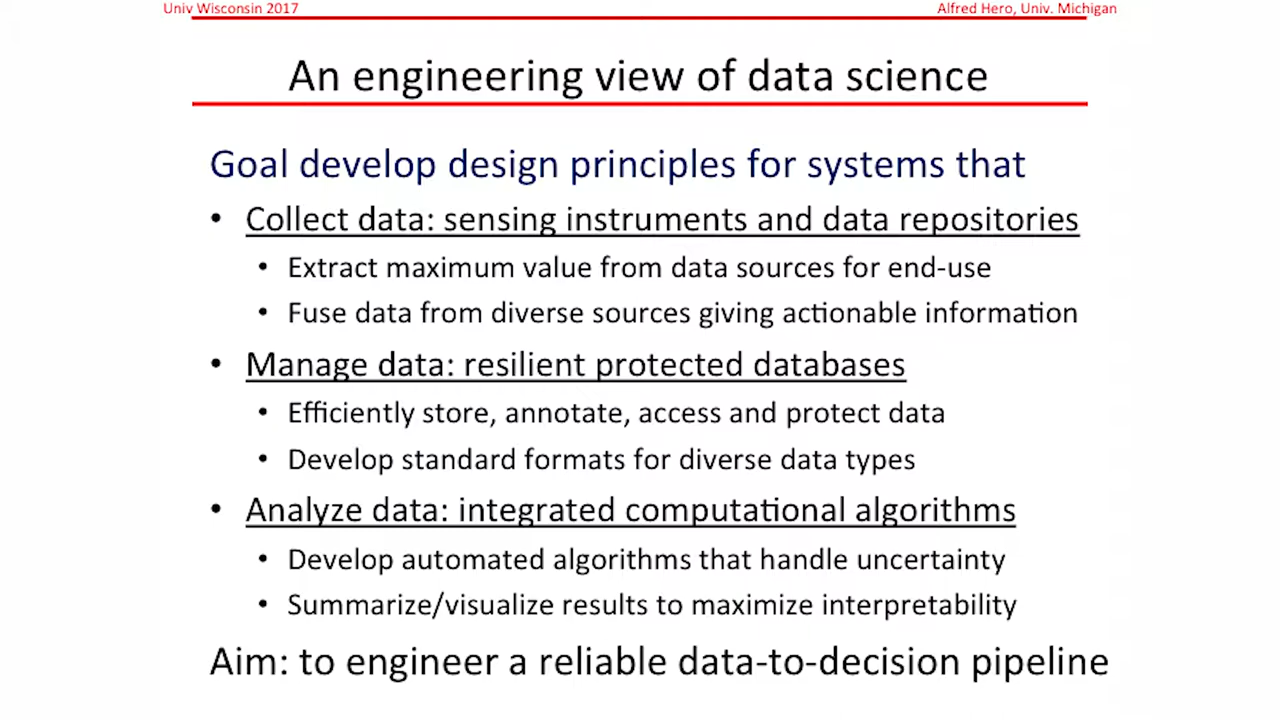 Univ Wisconsin 2017
Alfred Hero, Univ. Michigan
An engineering view of data science
Goal develop design principles for systems that
• Collect data: sensing instruments and data repositories
• Extract maximum value from data sources for end-use
• Fuse data from diverse sources giving actionable information
• Manage data: resilient protected databases
• Efficiently store, annotate, access and protect data
• Develop standard formats for diverse data types
• Analyze data: integrated computational algorithms
• Develop automated algorithms that handle uncertainty
• Summarize/visualize results to maximize interpretability
Aim: to engineer a reliable data-to-decision pipeline